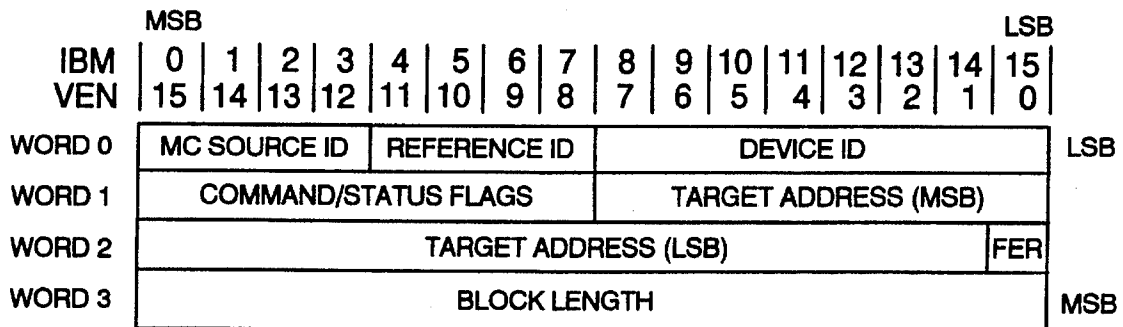 MSB LSB
IBM 0 1 2 3 4 5 6 7 8 9 10 11 12 13 14 15
VEN 15 14 13 12 11 10 9 8 7 6 5 4 3 2 1 0
WORD 0 MC SOURCE ID REFERENCE ID DEVICE ID LSB
WORD 1 COMMAND/STATUS FLAGS TARGET ADDRESS (MSB)
WORD 2 TARGET ADDRESS (LSB) FER
WORD 3 BLOCK LENGTH MSB